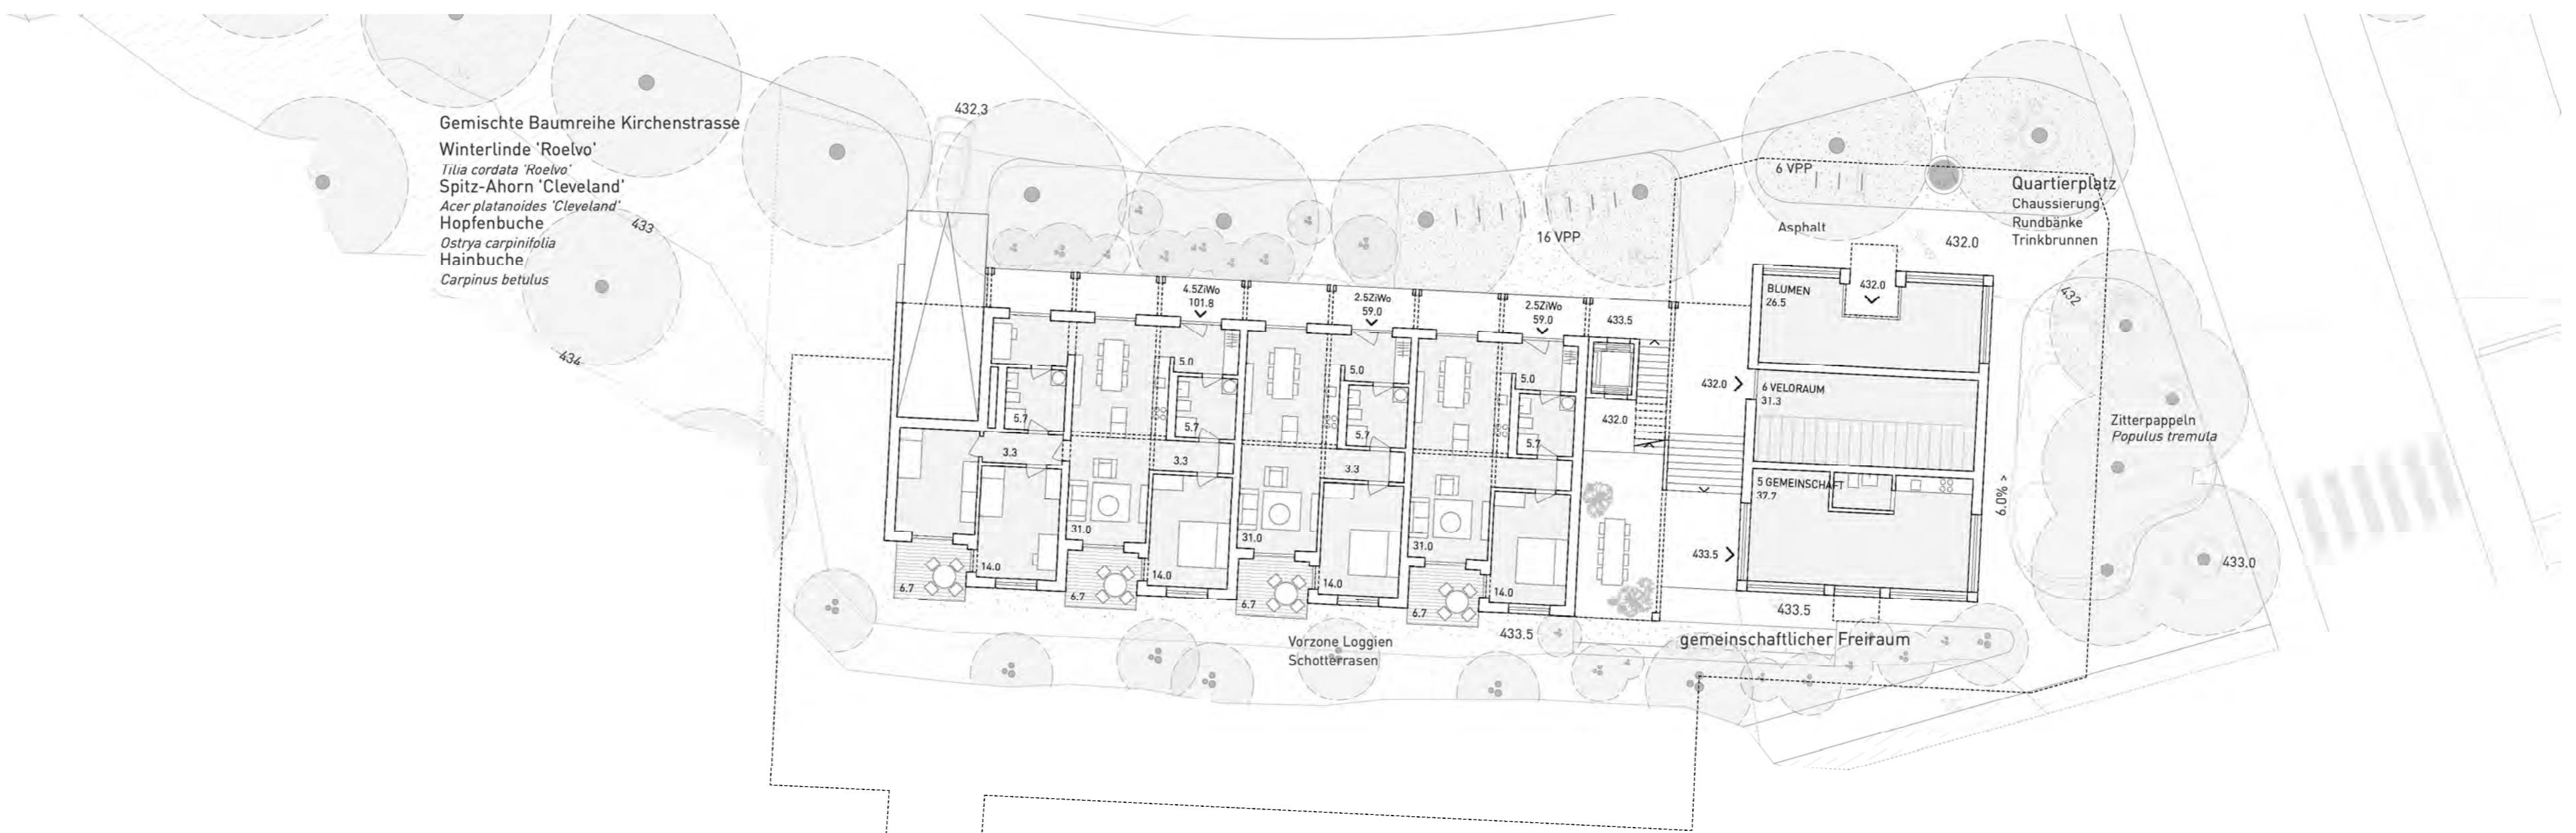 432,3
Gemischte Baumreihe Kirchenstrasse
Winterlinde 'Roelvo'
Tilia cordata 'Roelvo'
Spitz-Ahorn 'Cleveland'
Acer platanoides 'Cleveland'
Hopfenbuche
Ostrya carpinifolia
Hainbuche
Carpinus betulus
433
434
6 VPP
Quartierplatz
Chaussierung
Rundbänke
Trinkbrunnen
Asphalt
432.0
16 VPP
4.5ZiWo
101.8
2.5ZiWo
59.0
2.5ZiWo
59.0
433.5
BLUMEN
26.5
432.0
432
5.0
5.0
5.0
432.0
6 VELORAUM
31.3
5.7
5.7
5.7
5.7
432.0
Zitterpappeln
Populus tremula
3.3
3.3
3.3
5 GEMEINSCHAFT
37.7
6.0% >
31.0
31.0
31.0
433.5
433.0
14.0
14.0
14.0
14.0
6.7
6.7
6.7
6.7
433.5
433.5
Vorzone Loggien
Schotterrasen
gemeinschaftlicher Freiraum